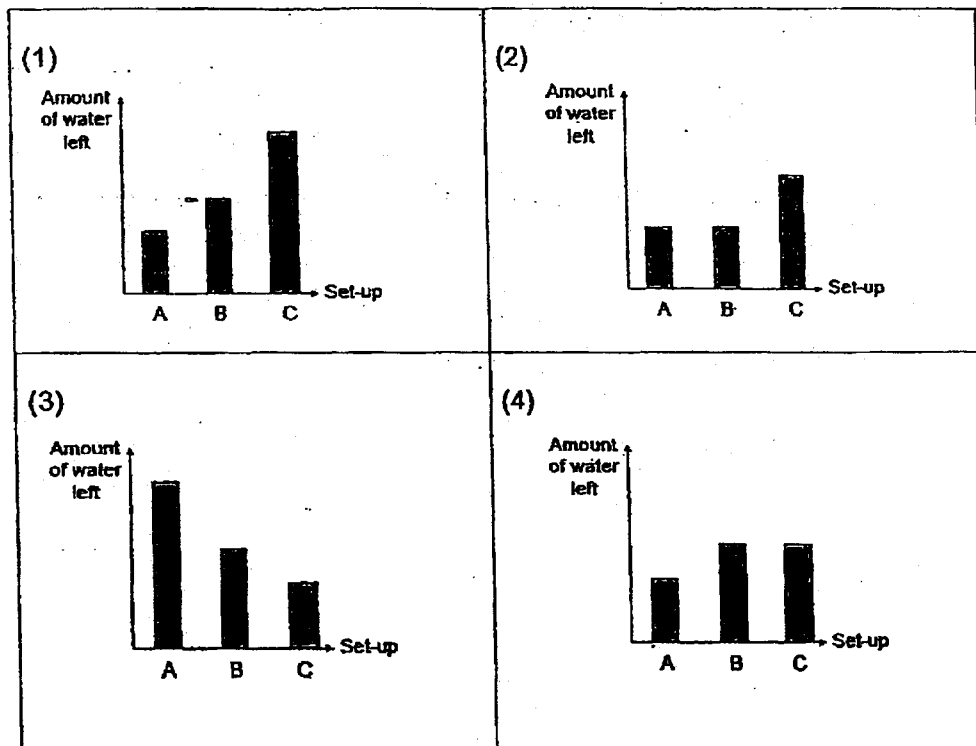 (1)
Amount
of water
left
Set-up
A B C
(2)
Amount
of water
left
Set-up
A B C
(3)
Amount
of water
left
Set-up
A B C
(4)
Amount
of water
left
Set-up
A B C